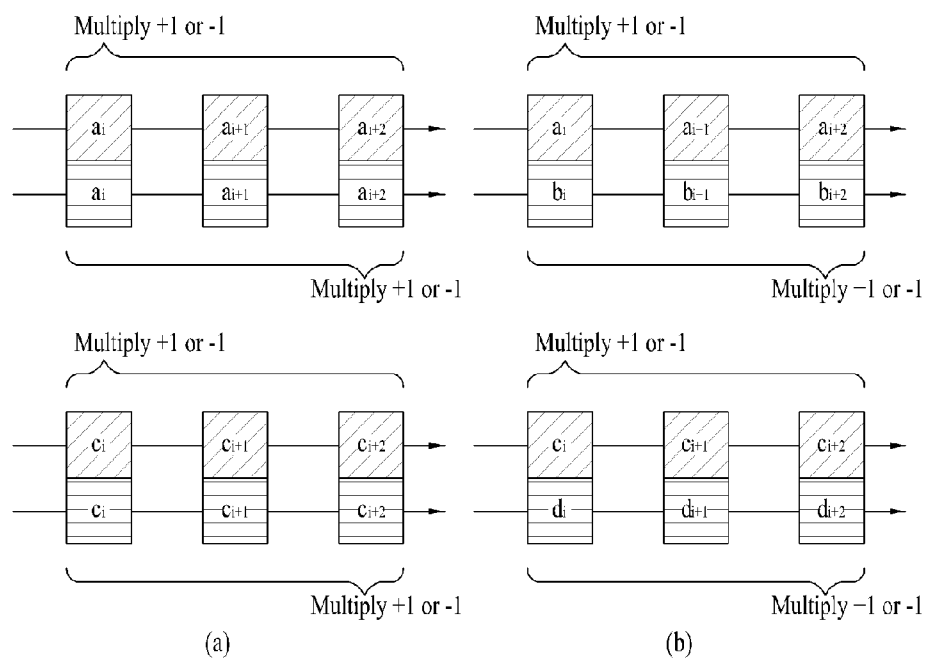 Multiply +1 or -1 Multiply +1 or -1
ai ai+1 ai+2 ai ai−1 ai+2
ai ai+1 ai+2 bi bi−1 bi+2
Multiply +1 or -1 Multiply −1 or -1
Multiply +1 or -1 Multiply +1 or -1
ci ci+1 ci+2 ci ci+1 ci+2
ci ci+1 ci+2 di di+1 di+2
Multiply +1 or -1 Multiply −1 or -1
(a) (b)